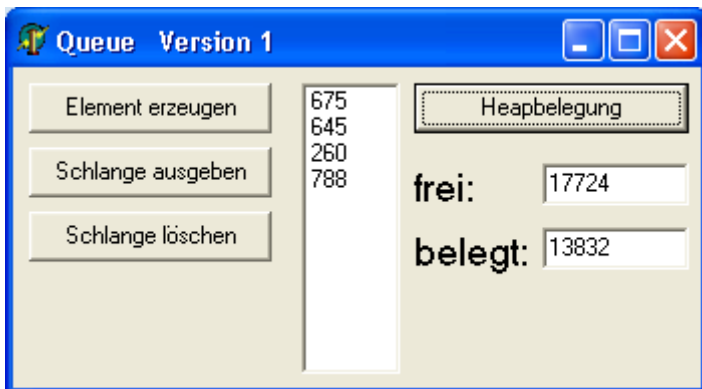 Queue Version 1
Element erzeugen
Schlange ausgeben
Schlange löschen
675
645
260
788
Heapbelegung
frei: 17724
belegt: 13832